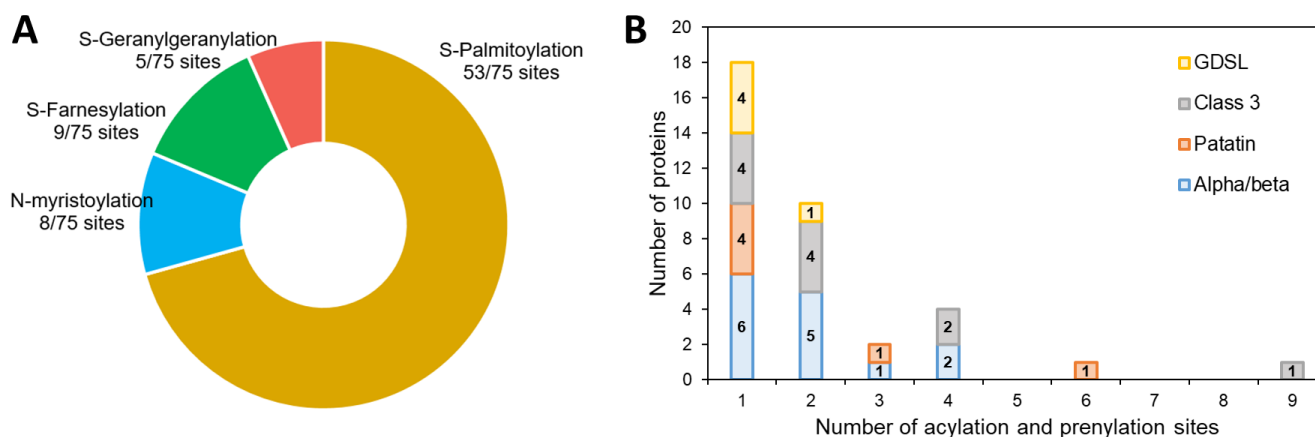 A
S-Geranylgeranylation
5/75 sites
S-Palmitoylation
53/75 sites
S-Farnesylation
9/75 sites
N-myristoylation
8/75 sites
B
Number of proteins
20
18
16
14
12
10
8
6
4
2
0
GDSL
Class 3
Patatin
Alpha/beta
4
4
4
6
1
4
5
1
1
2
2
1
1
1 2 3 4 5 6 7 8 9
Number of acylation and prenylation sites